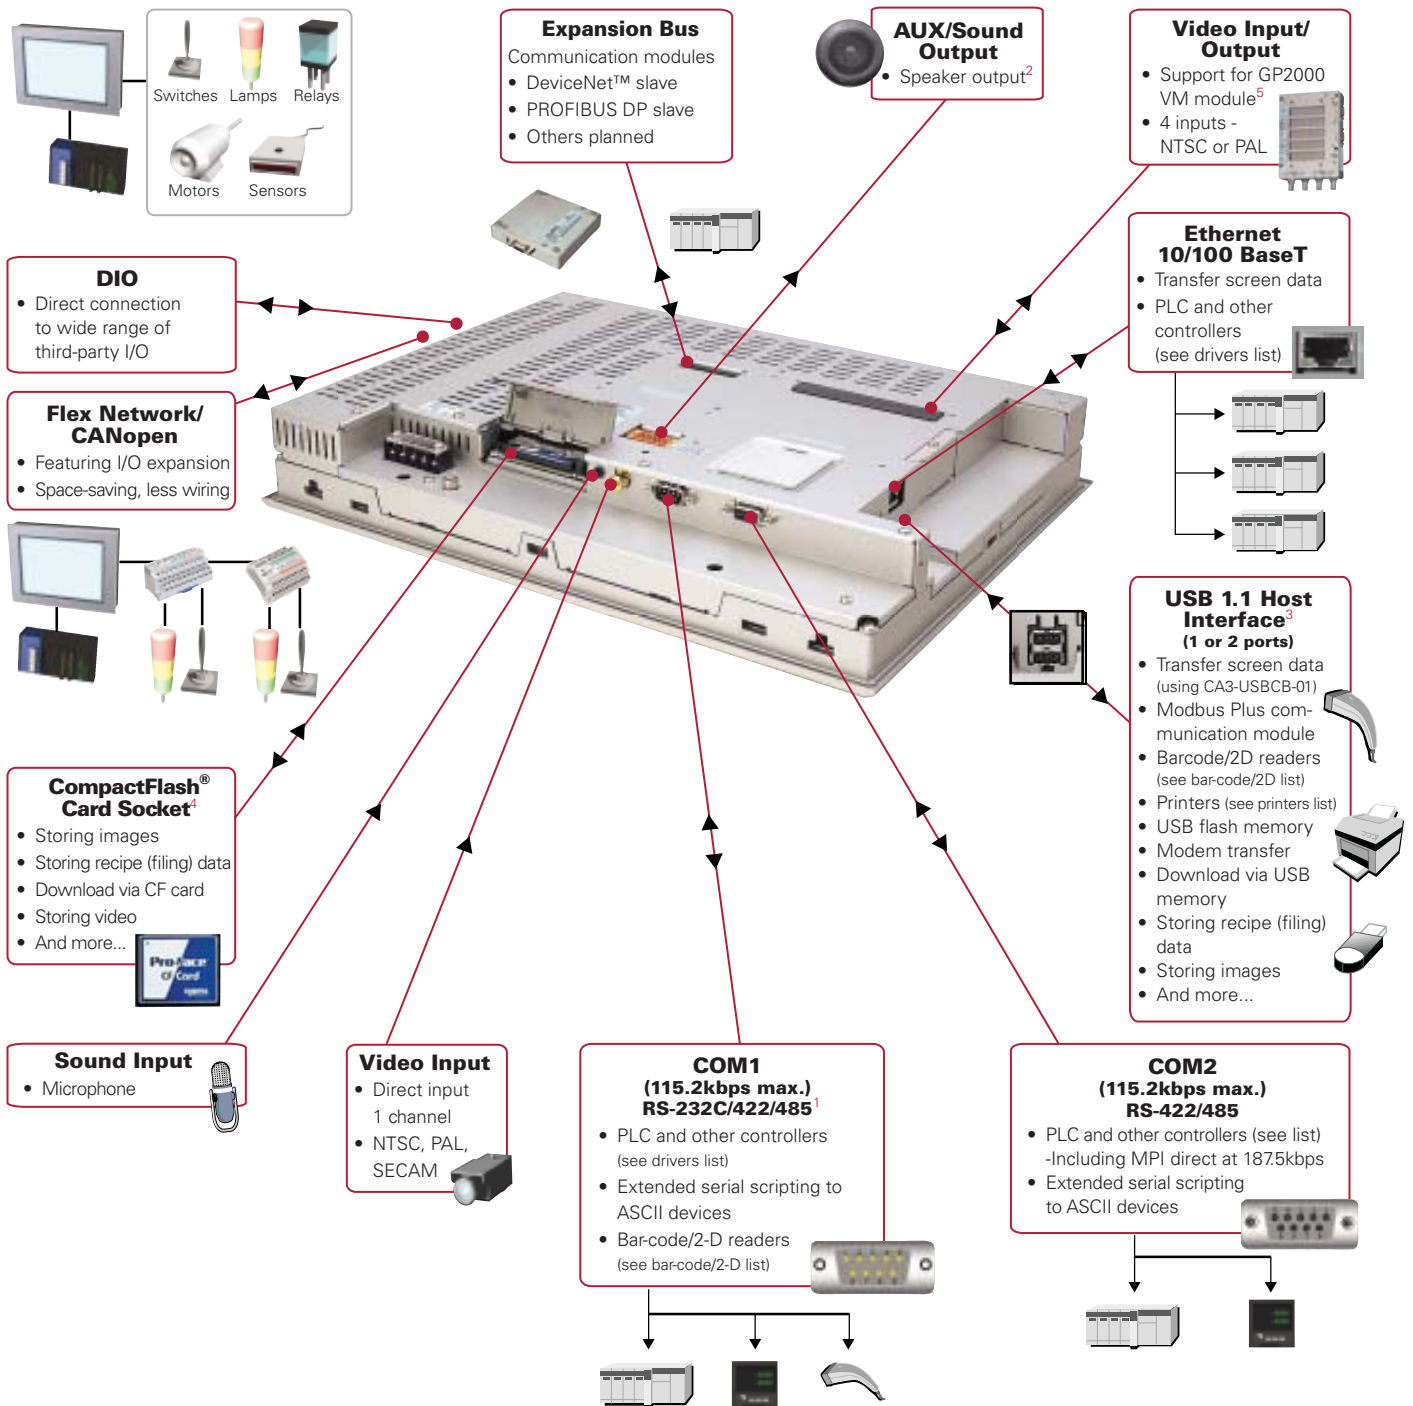 Switches Lamps Relays
Motors Sensors
Expansion Bus
Communication modules
• DeviceNet™ slave
• PROFIBUS DP slave
• Others planned
AUX/Sound
Output
• Speaker output2
Video Input/
Output
• Support for GP2000
VM module5
• 4 inputs -
NTSC or PAL
Ethernet
10/100 BaseT
• Transfer screen data
• PLC and other
controllers
(see drivers list)
DIO
• Direct connection
to wide range of
third-party I/O
Flex Network/
CANopen
• Featuring I/O expansion
• Space-saving, less wiring
USB 1.1 Host
Interface3
(1 or 2 ports)
• Transfer screen data
(using CA3-USBCB-01)
• Modbus Plus com-
munication module
• Barcode/2D readers
(see bar-code/2D list)
• Printers (see printers list)
• USB flash memory
• Modem transfer
• Download via USB
memory
• Storing recipe (filing)
data
• Storing images
• And more...
CompactFlash®
Card Socket4
• Storing images
• Storing recipe (filing) data
• Download via CF card
• Storing video
• And more...
Pro-face
CF Card
Sound Input
• Microphone
Video Input
• Direct input
1 channel
• NTSC, PAL,
SECAM
COM1
(115.2kbps max.)
RS-232C/422/4851
• PLC and other controllers
(see drivers list)
• Extended serial scripting to
ASCII devices
• Bar-code/2-D readers
(see bar-code/2-D list)
COM2
(115.2kbps max.)
RS-422/485
• PLC and other controllers (see list)
-Including MPI direct at 187.5kbps
• Extended serial scripting
to ASCII devices